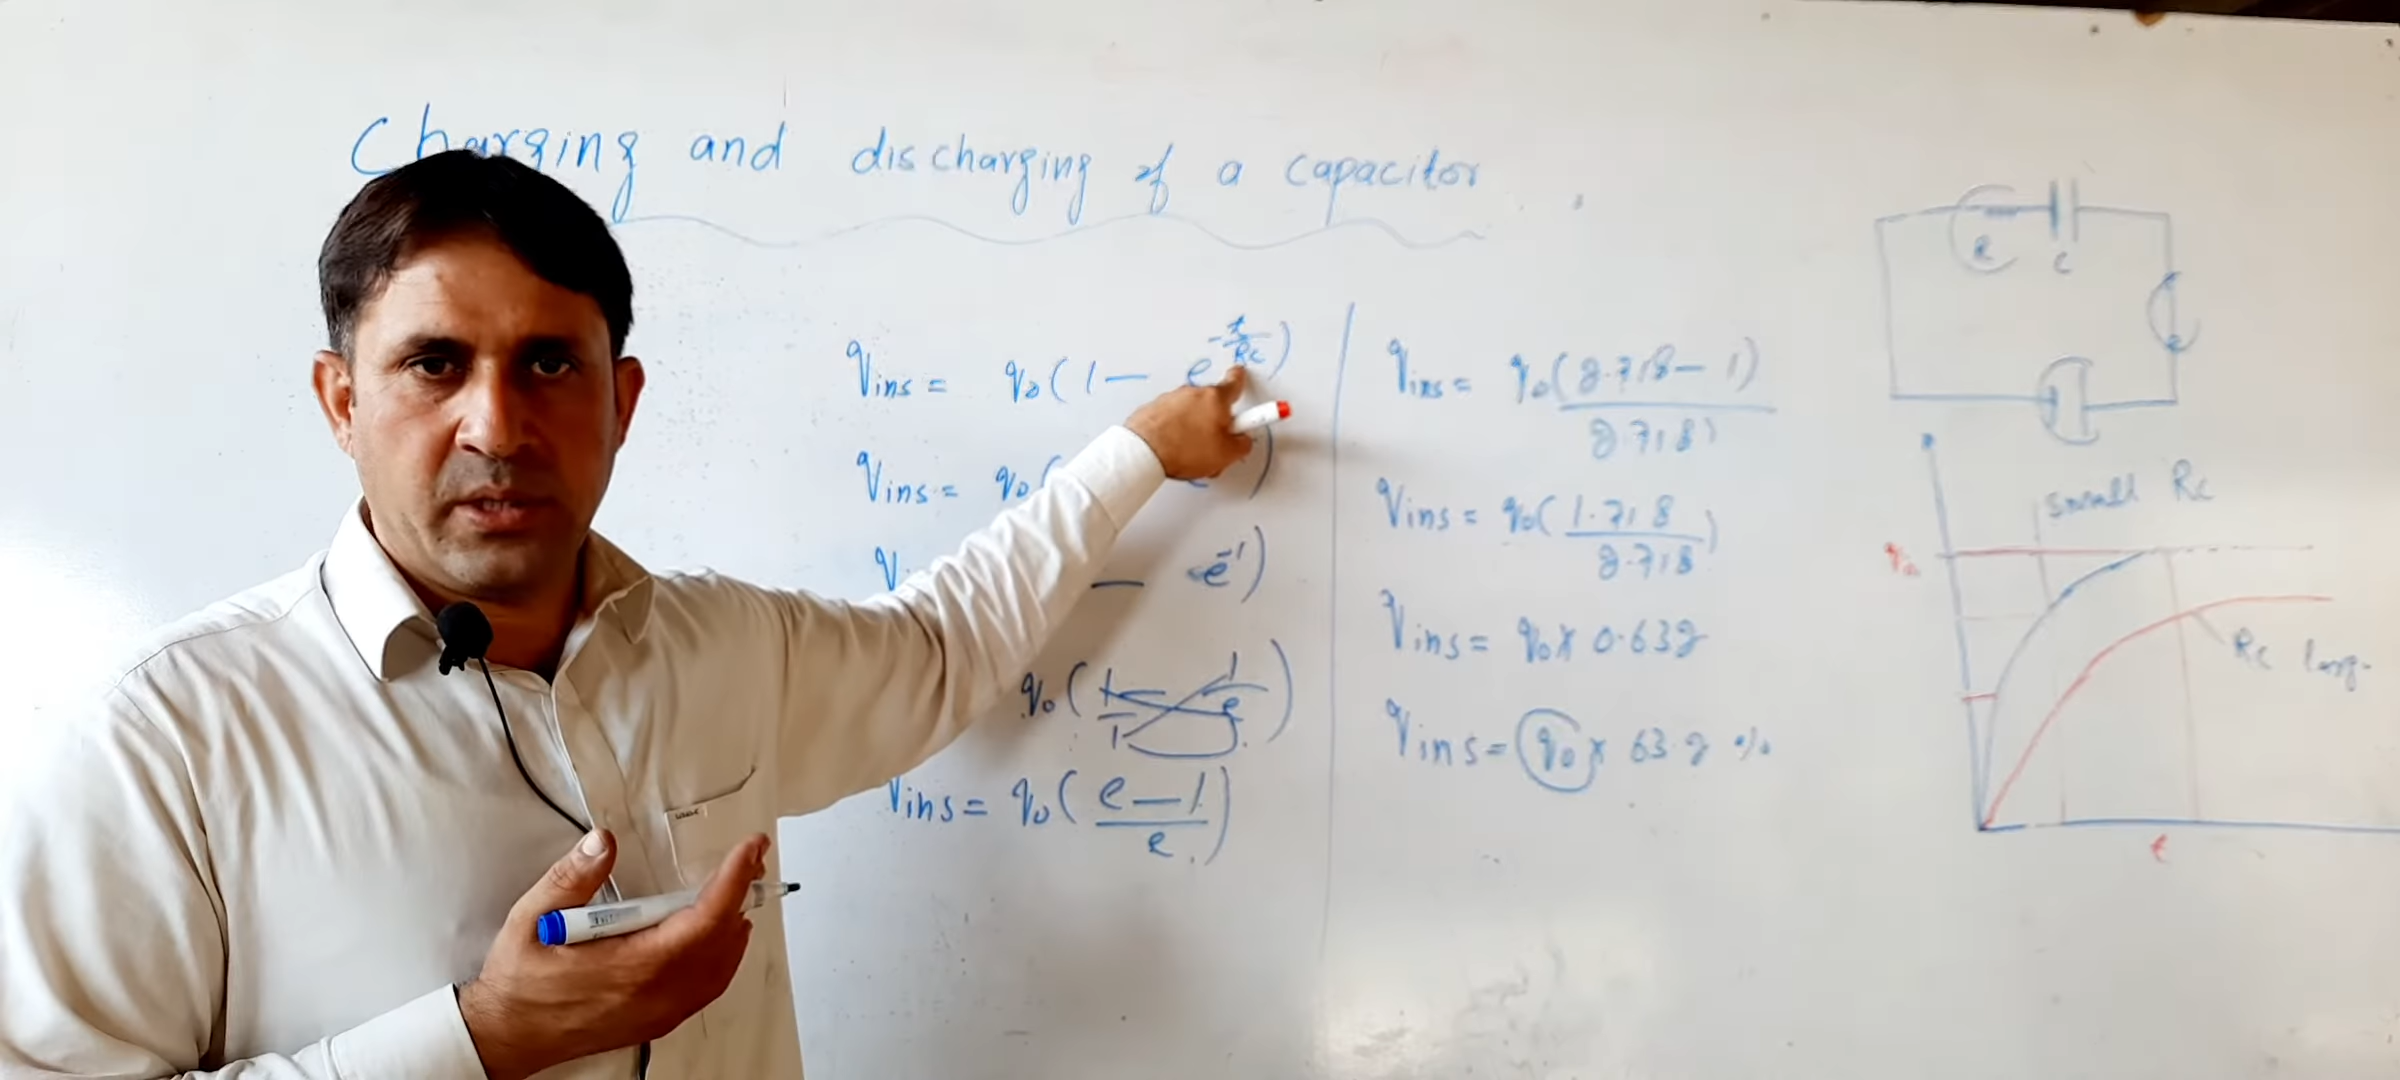 Charging and discharging of a capacitor
qins = q0 ( 1 — e^-t/RC )
qins = q0 (
— e^-1 )
q0 ( 1/1 — 1/e )
qins = q0 ( e — 1 / e )
qins = q0 ( 2.718 — 1 ) / 2.718
qins = q0 ( 1.718 / 2.718 )
qins = q0 x 0.632
qins = q0 x 63.2 %
R
C
small Rc
q0
Rc
t